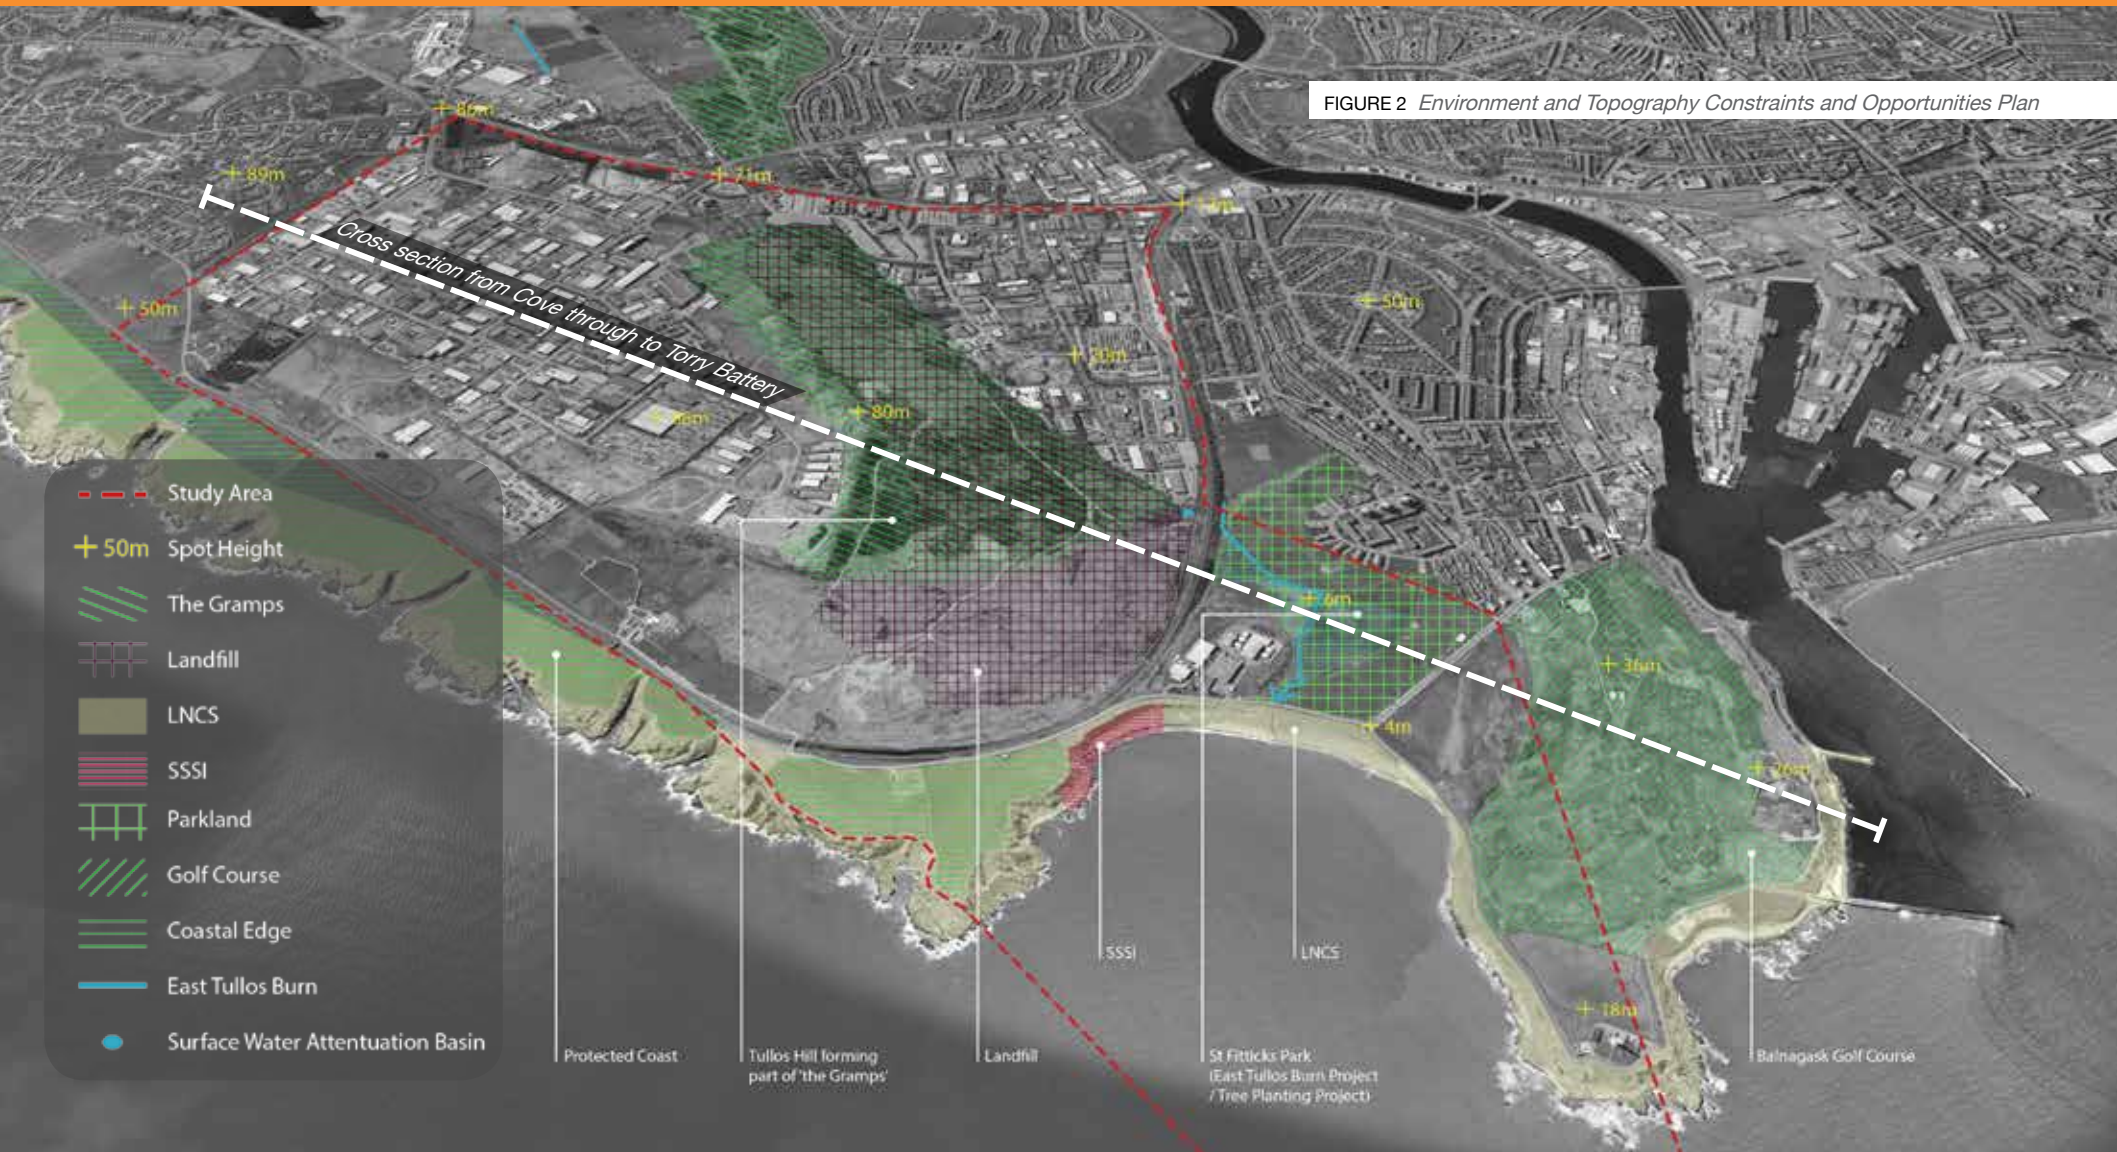 FIGURE 2 Environment and Topography Constraints and Opportunities Plan
86m
89m
71m
50m
Cross section from Cove through to Torry Battery
50m
80m
6m
36m
4m
26m
18m
Study Area
50m Spot Height
The Gramps
Landfill
LNCS
SSSI
Parkland
Golf Course
Coastal Edge
East Tullos Burn
Surface Water Attentuation Basin
SSSI
LNCS
Protected Coast
Tullos Hill forming
part of 'the Gramps'
Landfill
St Fitticks Park
(East Tullos Burn Project
/ Tree Planting Project)
Balnagask Golf Course